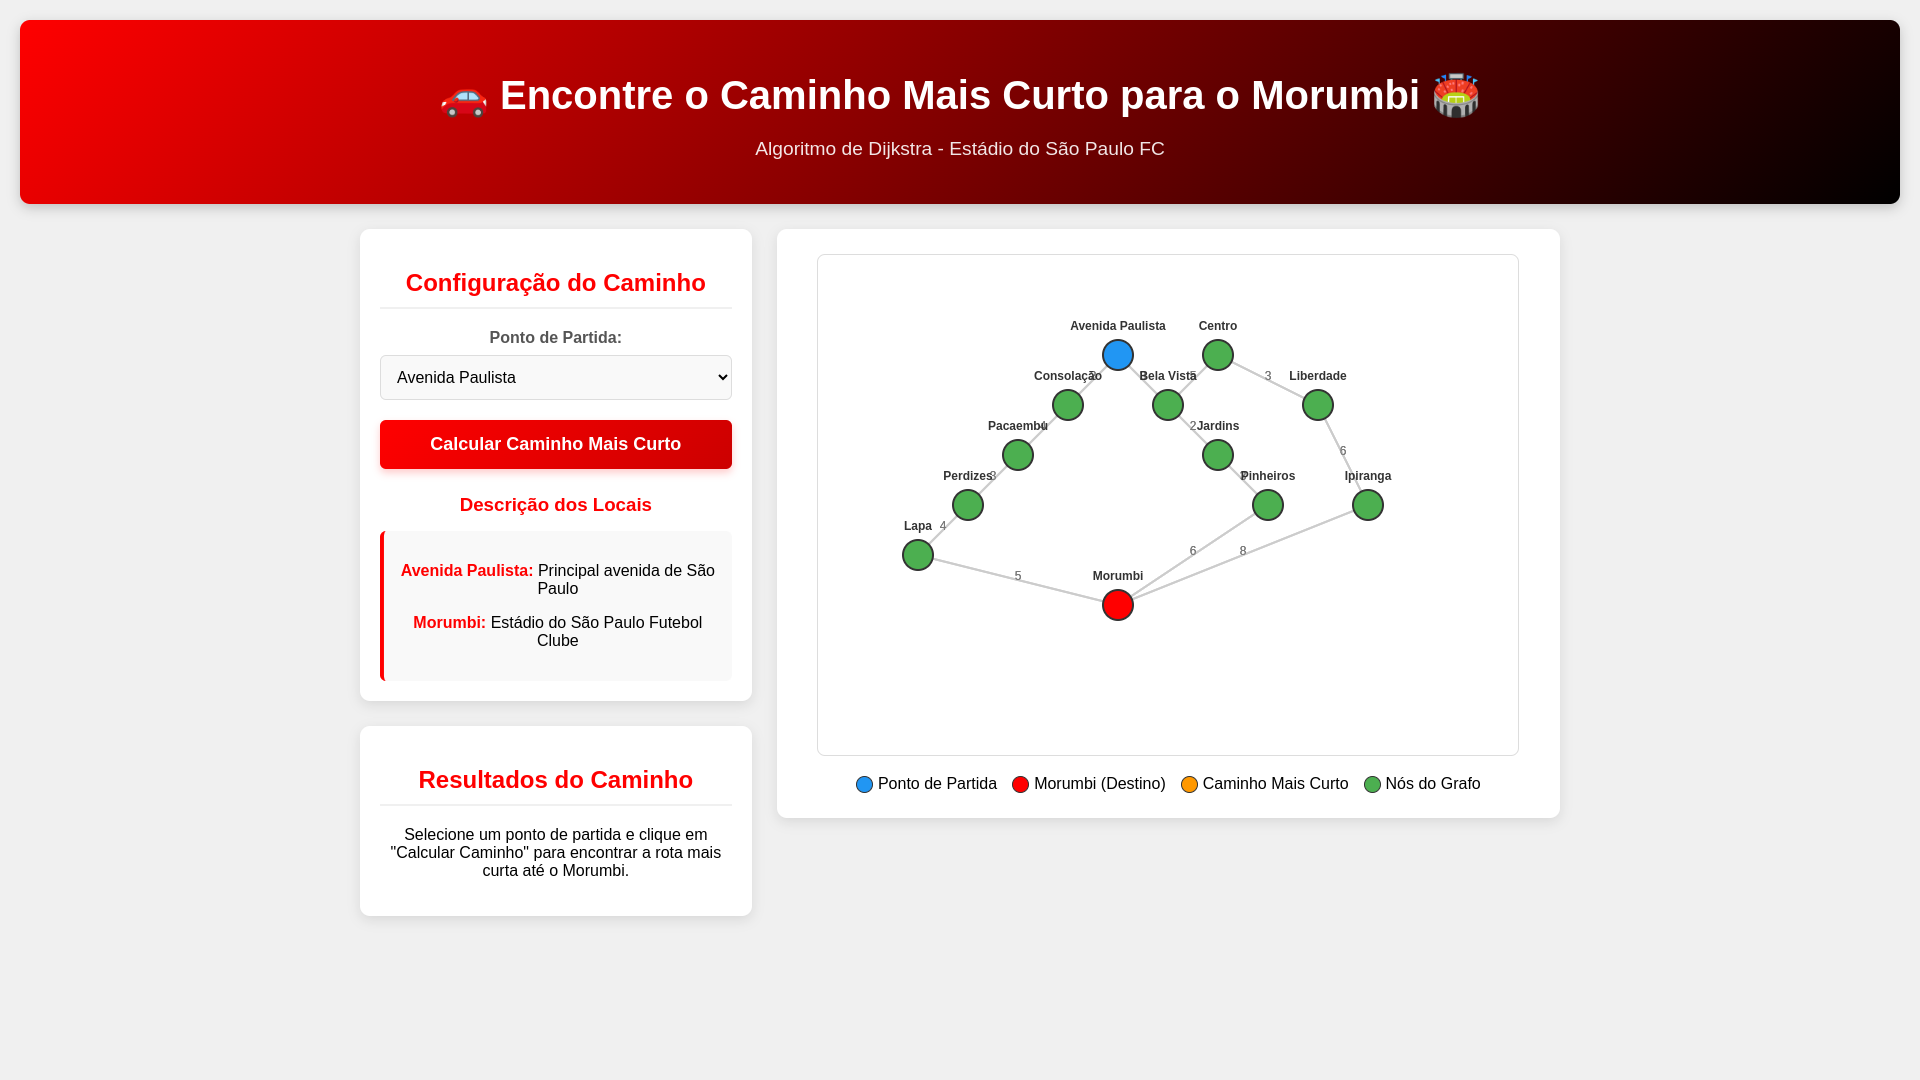 🚗 Encontre o Caminho Mais Curto para o Morumbi 🏟️
Algoritmo de Dijkstra - Estádio do São Paulo FC
Configuração do Caminho
Ponto de Partida:
Avenida Paulista
Calcular Caminho Mais Curto
Descrição dos Locais
Avenida Paulista: Principal avenida de São
Paulo
Morumbi: Estádio do São Paulo Futebol
Clube
Resultados do Caminho
Selecione um ponto de partida e clique em
"Calcular Caminho" para encontrar a rota mais
curta até o Morumbi.
Avenida Paulista
Centro
Consolação
Bela Vista
5
3
Liberdade
Pacaembu
4
2
Jardins
6
Perdizes
3
Pinheiros
Ipiranga
Lapa
4
6
8
5
Morumbi
Ponto de Partida
Morumbi (Destino)
Caminho Mais Curto
Nós do Grafo